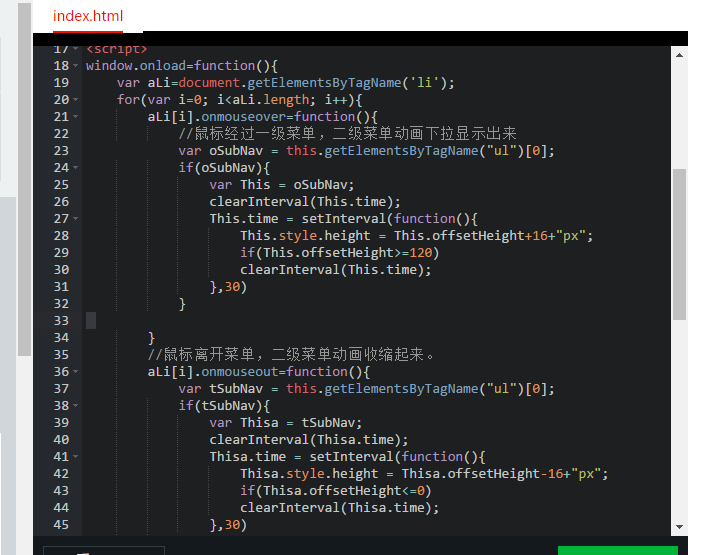 index.html
17 <script>
18 window.onload=function(){
19     var aLi=document.getElementsByTagName('li');
20     for(var i=0; i<aLi.length; i++){
21         aLi[i].onmouseover=function(){
22             //鼠标经过一级菜单，二级菜单动画下拉显示出来
23             var oSubNav = this.getElementsByTagName("ul")[0];
24             if(oSubNav){
25                 var This = oSubNav;
26                 clearInterval(This.time);
27                 This.time = setInterval(function(){
28                     This.style.height = This.offsetHeight+16+"px";
29                     if(This.offsetHeight>=120)
30                     clearInterval(This.time);
31                 },30)
32             }
33
34         }
35         //鼠标离开菜单，二级菜单动画收缩起来。
36         aLi[i].onmouseout=function(){
37             var tSubNav = this.getElementsByTagName("ul")[0];
38             if(tSubNav){
39                 var Thisa = tSubNav;
40                 clearInterval(Thisa.time);
41                 Thisa.time = setInterval(function(){
42                     Thisa.style.height = Thisa.offsetHeight-16+"px";
43                     if(Thisa.offsetHeight<=0)
44                     clearInterval(Thisa.time);
45                 },30)